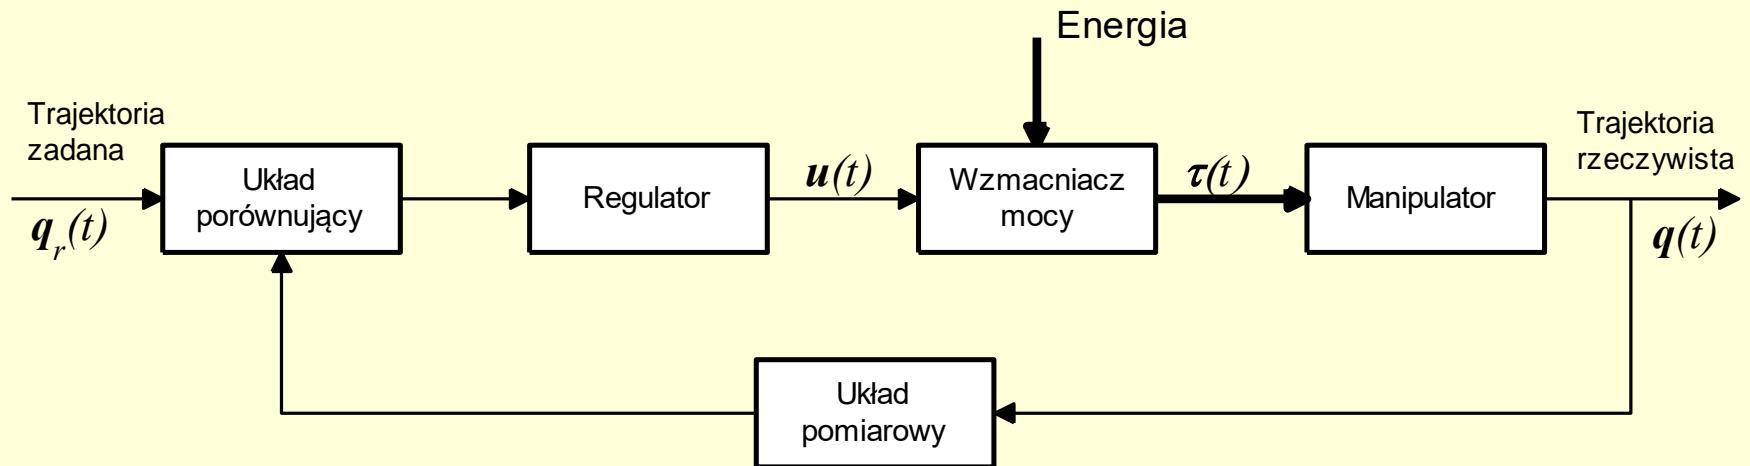 Energia
Trajektoria
zadana
q_r(t)
Układ
porównujący
Regulator
u(t)
Wzmacniacz
mocy
τ(t)
Manipulator
Trajektoria
rzeczywista
q(t)
Układ
pomiarowy